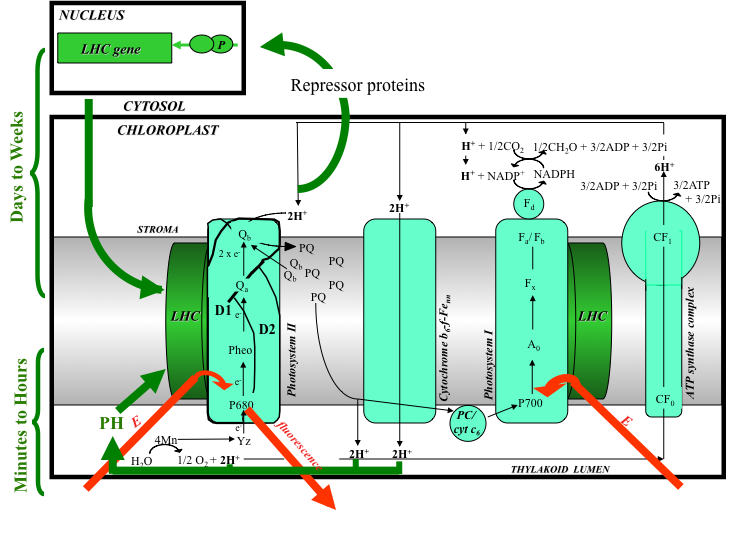 NUCLEUS
LHC gene
P
Repressor proteins
CYTOSOL
CHLOROPLAST
Days to Weeks
H⁺ + 1/2CO₂ 1/2CH₂O + 3/2ADP + 3/2Pi
H⁺ + NADP⁺ NADPH
6H⁺
3/2ADP + 3/2Pi 3/2ATP
+ 3/2Pi
2H⁺
2H⁺
Fd
STROMA
Qb
2 x e⁻
PQ
Qb
Qb
PQ
PQ
PQ
PQ
Fa/ Fb
CF₁
Qa
Fx
LHC
D1
e⁻
D2
Photosystem II
Cytochrome b₆f-FeNN
Photosystem I
LHC
ATP synthase complex
Pheo
A₀
e⁻
P680
P700
CF₀
Minutes to Hours
PH
E
fluorescence
PC/
cyt c₆
E
e⁻
4Mn
Yz
H₂O
1/2 O₂ + 2H⁺
2H⁺
2H⁺
THYLAKOID LUMEN